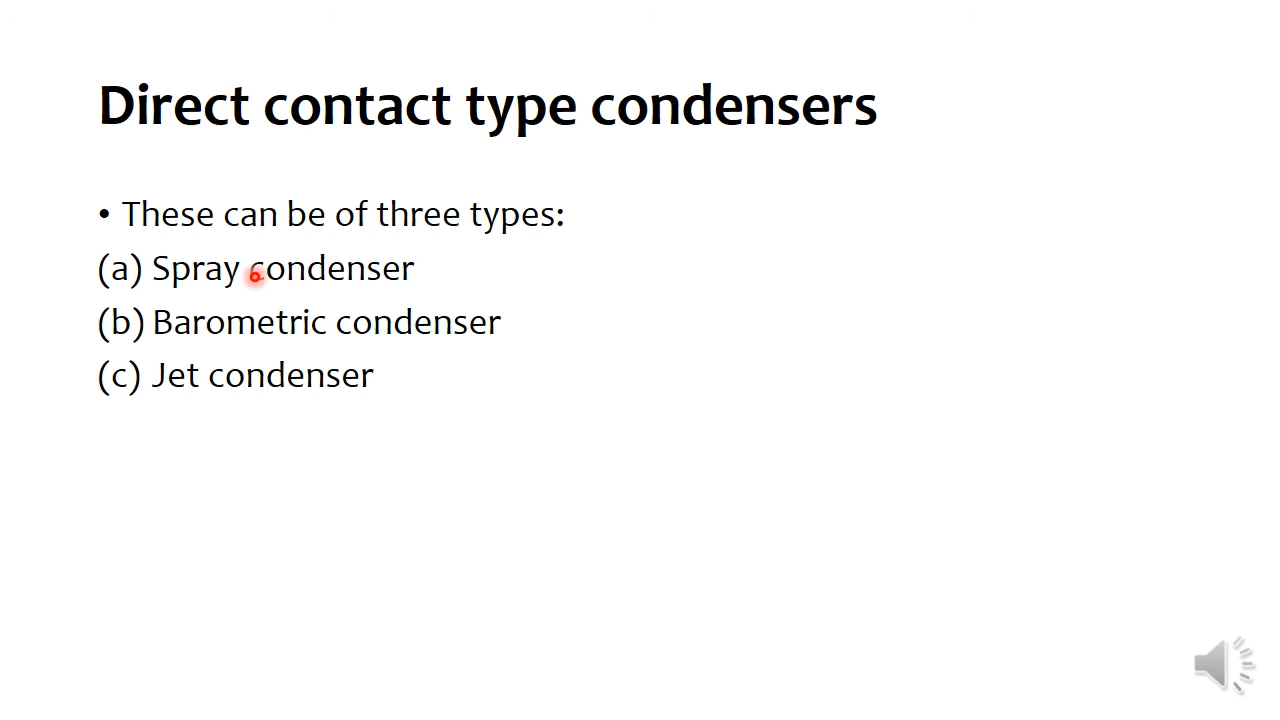 Direct contact type condensers
• These can be of three types:
(a) Spray condenser
(b) Barometric condenser
(c) Jet condenser